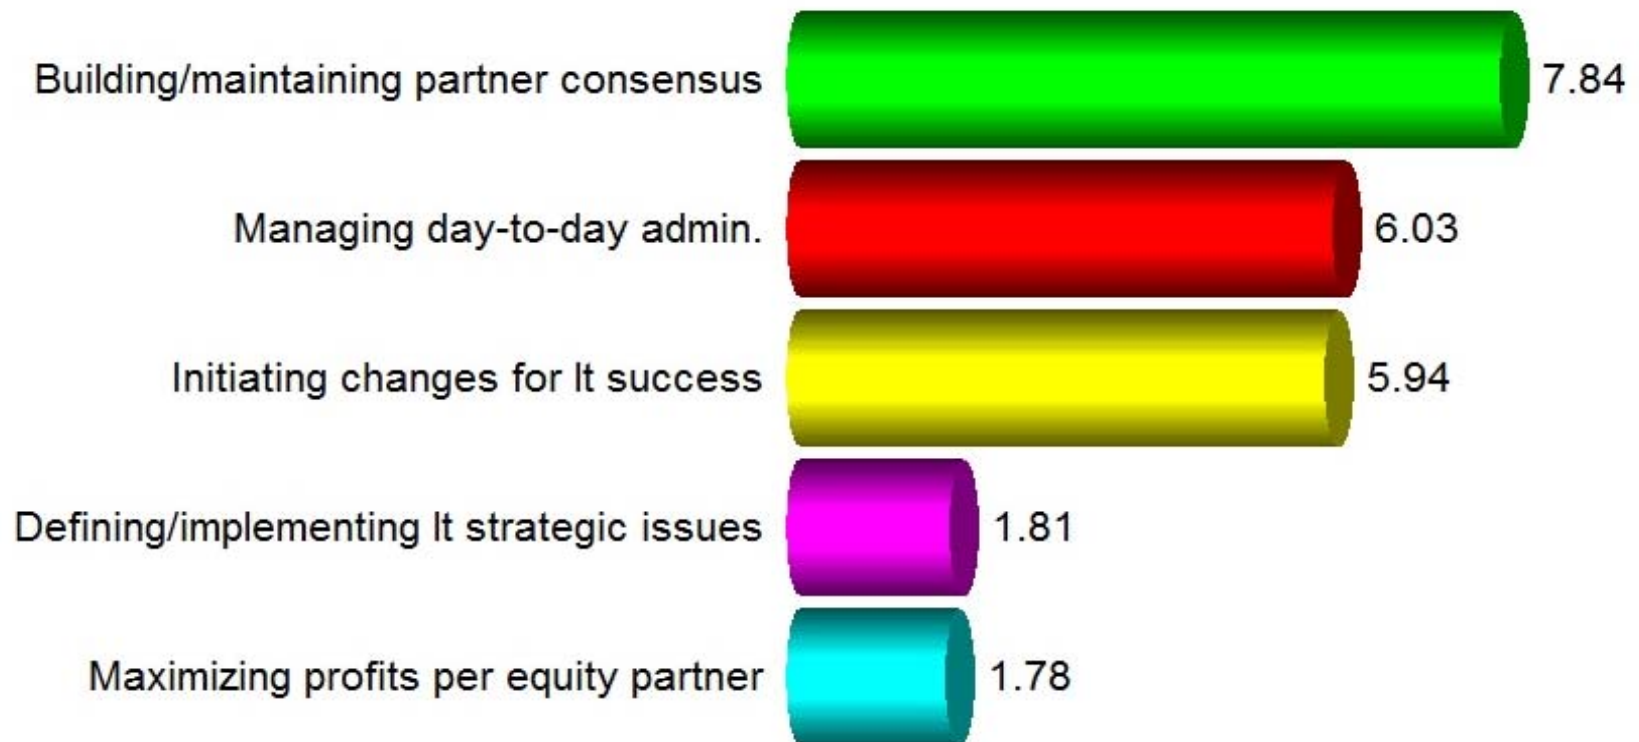 Building/maintaining partner consensus 7.84
Managing day-to-day admin. 6.03
Initiating changes for lt success 5.94
Defining/implementing lt strategic issues 1.81
Maximizing profits per equity partner 1.78